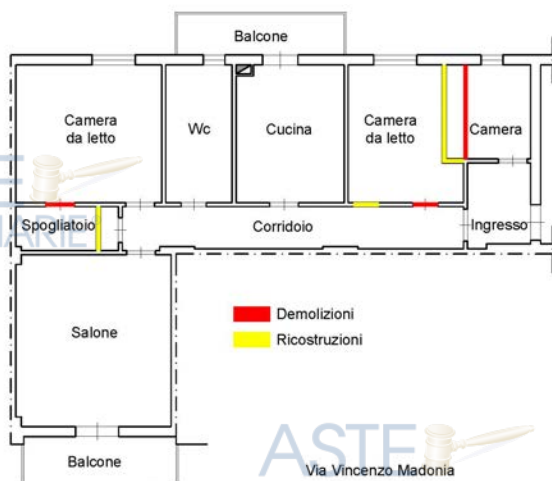 Balcone
Camera
da letto
Wc
Cucina
Camera
da letto
Camera
Spogliatoio
Corridoio
Ingresso
Salone
Demolizioni
Ricostruzioni
Balcone
ASTE
Via Vincenzo Madonia